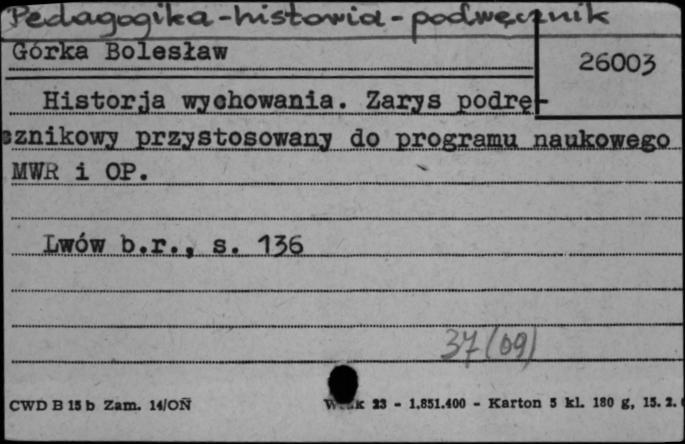 Pedagogika-historia-podręcznik
Górka Bolesław
26003
Historja wychowania. Zarys podrę-
cznikowy przystosowany do programu naukowego
MWR i OP.
Lwów b.r., s. 136
37(09)
CWD B 15 b Zam. 14/OŃ
23 - 1.851.400 - Karton 5 kl. 180 g, 15. 2.